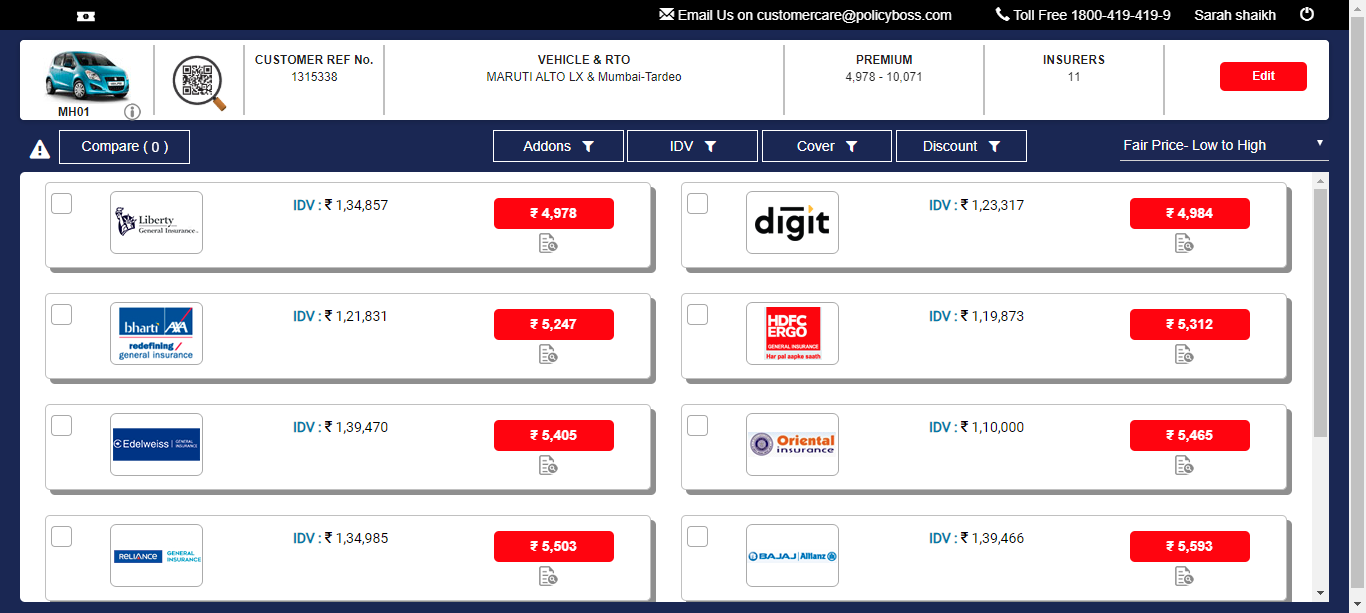 Email Us on customercare@policyboss.com Toll Free 1800-419-419-9 Sarah shaikh
MH01
CUSTOMER REF No.
1315338
VEHICLE & RTO
MARUTI ALTO LX & Mumbai-Tardeo
PREMIUM
4,978 - 10,071
INSURERS
11
Edit
Compare ( 0 )
Addons
IDV
Cover
Discount
Fair Price- Low to High
Liberty
General Insurance.
IDV : ₹ 1,34,857
₹ 4,978
digit
IDV : ₹ 1,23,317
₹ 4,984
bharti AXA
redefining /
general insurance
IDV : ₹ 1,21,831
₹ 5,247
HDFC
ERGO
GENERAL INSURANCE
Har pal aapke saath
IDV : ₹ 1,19,873
₹ 5,312
Edelweiss
GENERAL
INSURANCE
IDV : ₹ 1,39,470
₹ 5,405
Oriental
insurance
IDV : ₹ 1,10,000
₹ 5,465
RELIANCE
GENERAL
INSURANCE
IDV : ₹ 1,34,985
₹ 5,503
BAJAJ | Allianz
IDV : ₹ 1,39,466
₹ 5,593